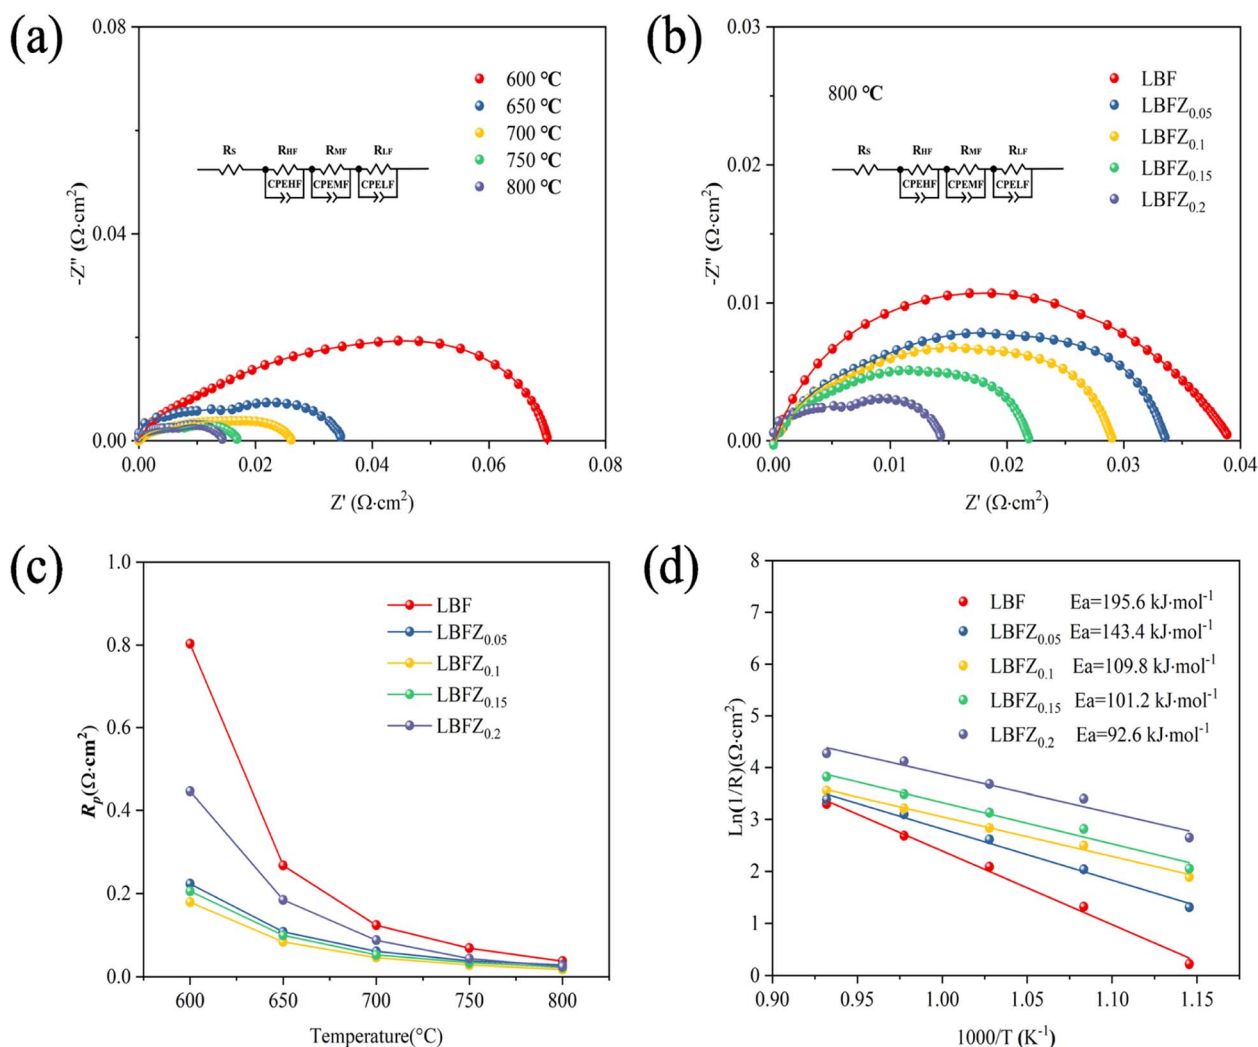 (a)
0.08
0.04
0.00
-Z" (Ω·cm²)
600 °C
650 °C
700 °C
750 °C
800 °C
Rs RHF RMF RLF
CPEHF CPEMF CPELF
0.00 0.02 0.04 0.06 0.08
Z' (Ω·cm²)
(b)
0.03
0.02
0.01
0.00
-Z" (Ω·cm²)
800 °C
LBF
LBFZ0.05
LBFZ0.1
LBFZ0.15
LBFZ0.2
Rs RHF RMF RLF
CPEHF CPEMF CPELF
0.00 0.01 0.02 0.03 0.04
Z' (Ω·cm²)
(c)
1.0
0.8
0.6
0.4
0.2
0.0
Rp(Ω·cm²)
LBF
LBFZ0.05
LBFZ0.1
LBFZ0.15
LBFZ0.2
600 650 700 750 800
Temperature(°C)
(d)
8
7
6
5
4
3
2
1
0
Ln(1/R)(Ω·cm²)
LBF Ea=195.6 kJ·mol⁻¹
LBFZ0.05 Ea=143.4 kJ·mol⁻¹
LBFZ0.1 Ea=109.8 kJ·mol⁻¹
LBFZ0.15 Ea=101.2 kJ·mol⁻¹
LBFZ0.2 Ea=92.6 kJ·mol⁻¹
0.90 0.95 1.00 1.05 1.10 1.15
1000/T (K⁻¹)